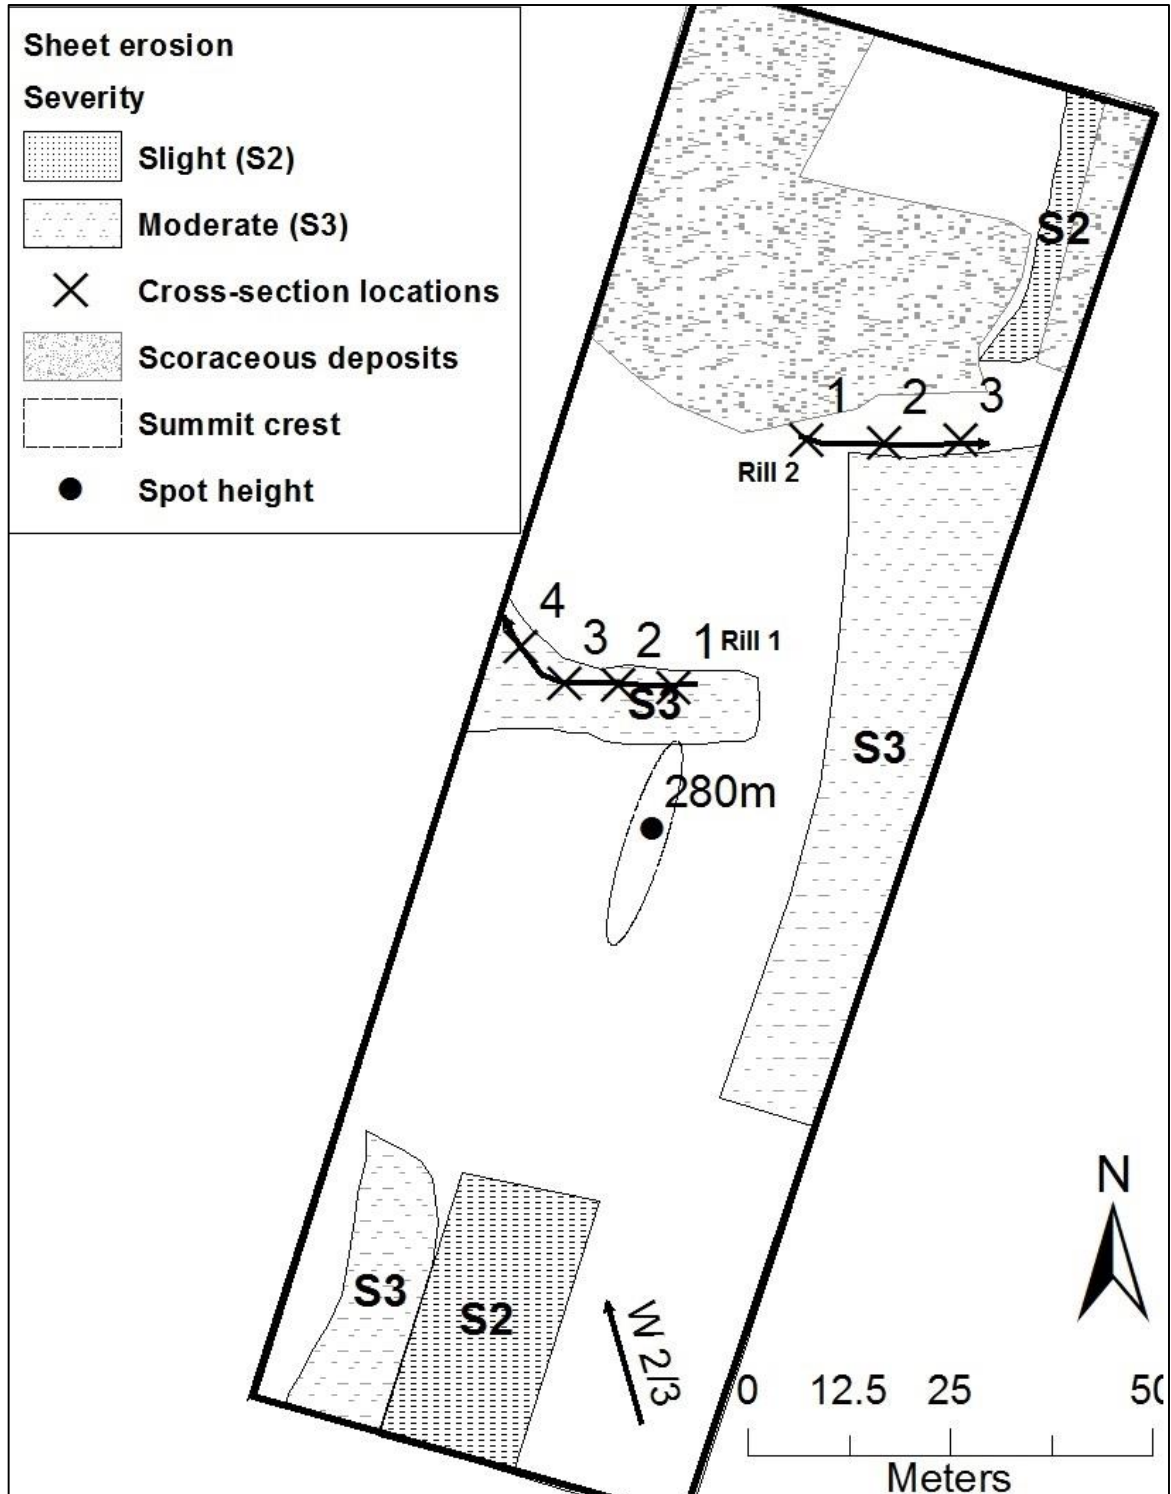 Sheet erosion
Severity
Slight (S2)
Moderate (S3)
Cross-section locations
Scoraceous deposits
Summit crest
Spot height
S2
1 2 3
Rill 2
4
3 2 1 Rill 1
S3
S3
280m
S3
S2
W 2/3
N
0 12.5 25 50
Meters